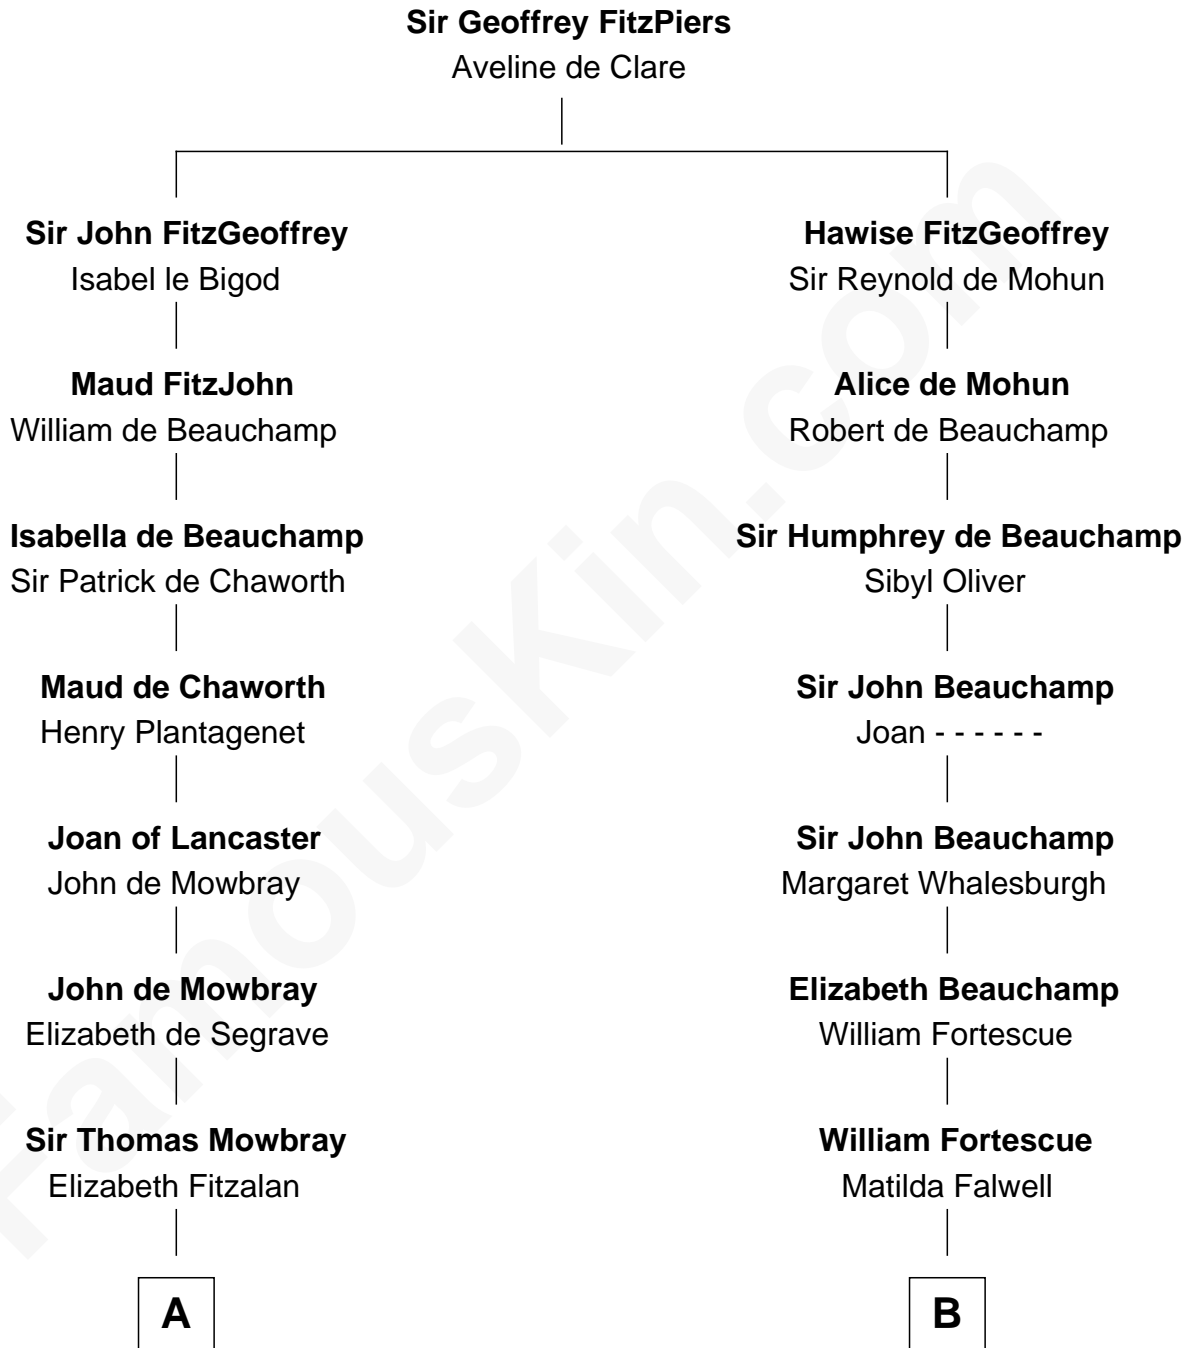 Sir Geoffrey FitzPiers
Aveline de Clare
Sir John FitzGeoffrey
Isabel le Bigod
Hawise FitzGeoffrey
Sir Reynold de Mohun
Maud FitzJohn
William de Beauchamp
Alice de Mohun
Robert de Beauchamp
Isabella de Beauchamp
Sir Patrick de Chaworth
Sir Humphrey de Beauchamp
Sibyl Oliver
Maud de Chaworth
Henry Plantagenet
Sir John Beauchamp
Joan - - - - - -
Joan of Lancaster
John de Mowbray
Sir John Beauchamp
Margaret Whalesburgh
John de Mowbray
Elizabeth de Segrave
Elizabeth Beauchamp
William Fortescue
Sir Thomas Mowbray
Elizabeth Fitzalan
William Fortescue
Matilda Falwell
A
B
FamousKin.com